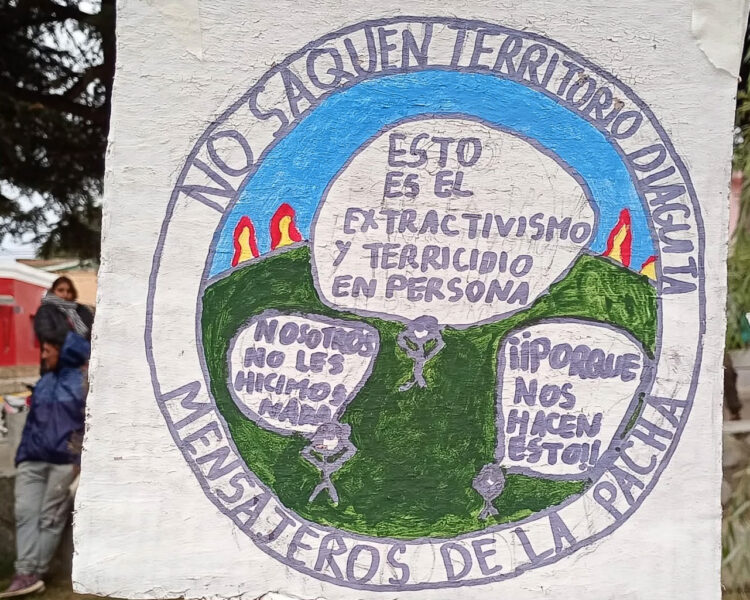 NO SAQUEN TERRITORIO DIAGUITA
ESTO
ES EL
EXTRACTIVISMO
Y TERRICIDIO
EN PERSONA
NOSOTROS
NO LES
HICIMOS
NADA
¡¡PORQUE
NOS
HACEN
ESTO!!
MENSAJEROS DE LA PACHA